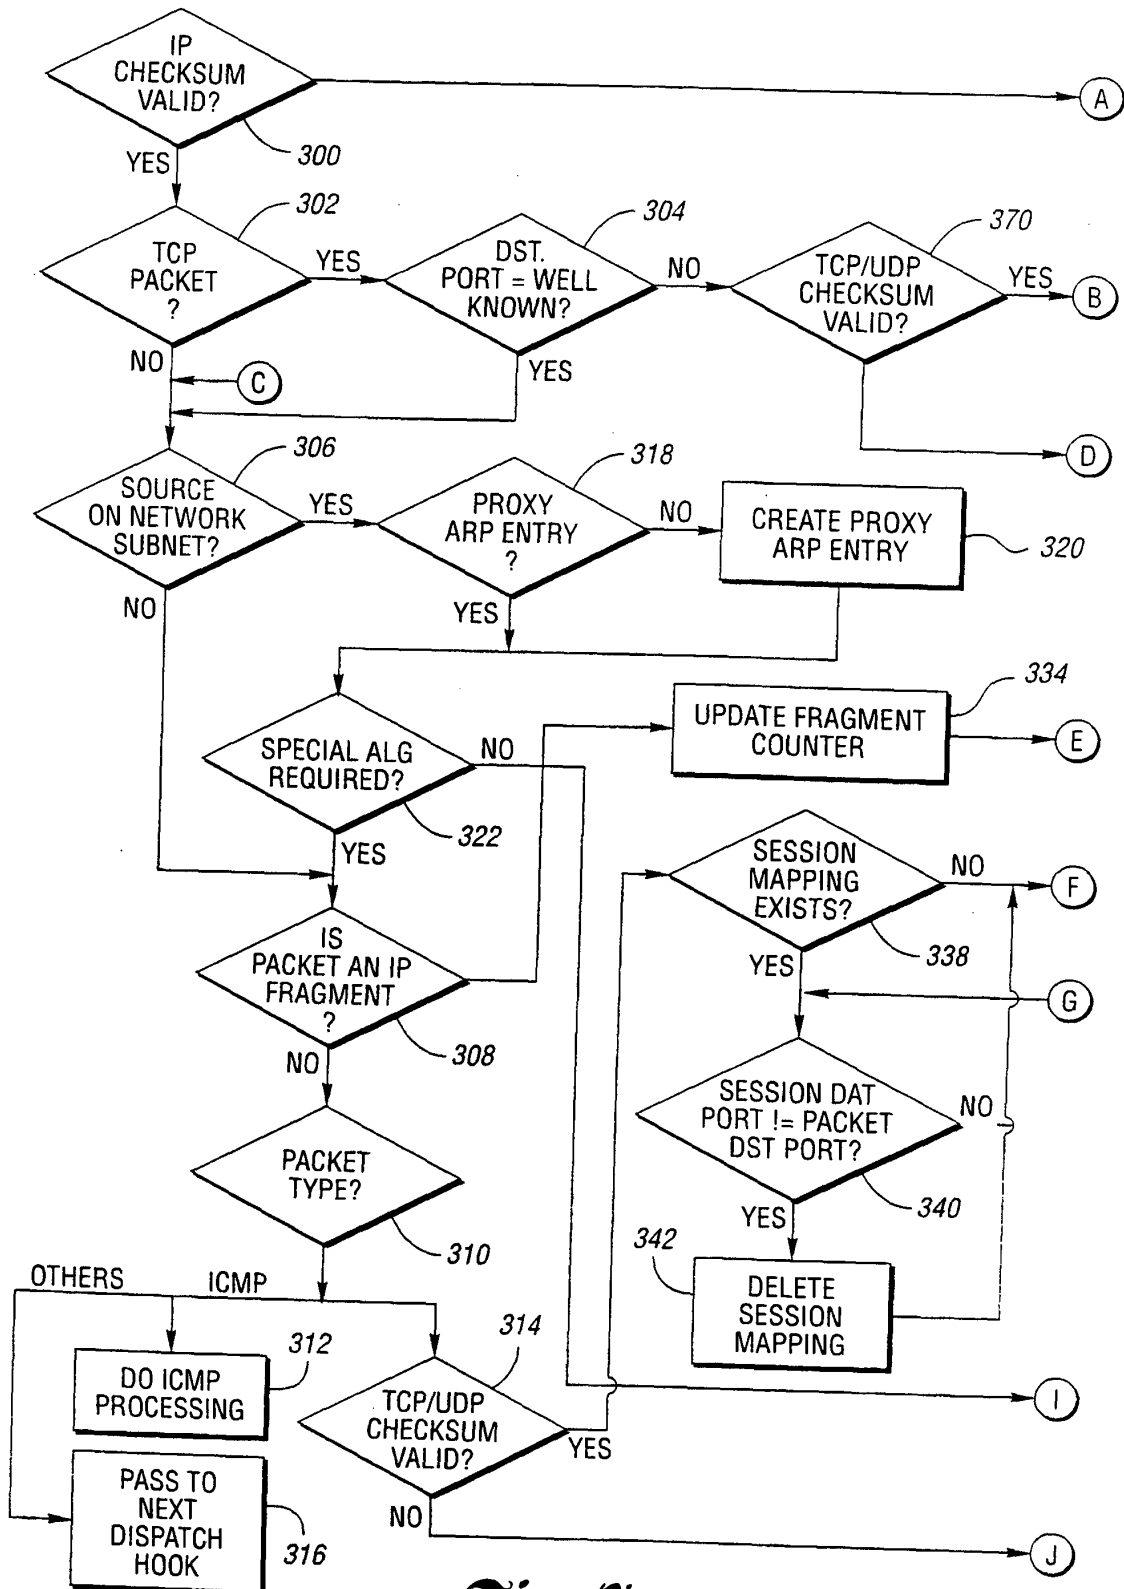 IP
CHECKSUM
VALID?
A
300
YES
302
304
370
TCP
PACKET
?
YES
DST.
PORT = WELL
KNOWN?
NO
TCP/UDP
CHECKSUM
VALID?
YES
B
NO
YES
C
D
306
318
SOURCE
ON NETWORK
SUBNET?
YES
PROXY
ARP ENTRY
?
NO
CREATE PROXY
ARP ENTRY
320
NO
YES
334
UPDATE FRAGMENT
COUNTER
E
SPECIAL ALG
REQUIRED?
NO
322
YES
SESSION
MAPPING
EXISTS?
NO
F
338
YES
IS
PACKET AN IP
FRAGMENT
?
308
G
NO
SESSION DAT
PORT != PACKET
DST PORT?
NO
340
YES
PACKET
TYPE?
310
342
DELETE
SESSION
MAPPING
OTHERS
ICMP
312
314
DO ICMP
PROCESSING
TCP/UDP
CHECKSUM
VALID?
YES
I
PASS TO
NEXT
DISPATCH
HOOK
316
NO
J